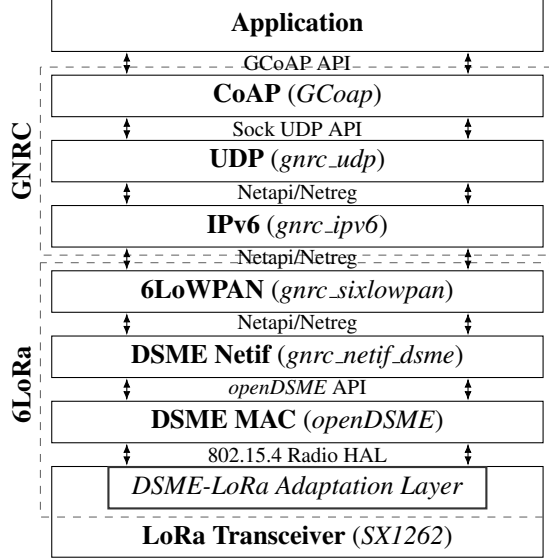 Application
GCoAP API
CoAP (GCoap)
Sock UDP API
UDP (gnrc_udp)
Netapi/Netreg
IPv6 (gnrc_ipv6)
Netapi/Netreg
6LoWPAN (gnrc_sixlowpan)
Netapi/Netreg
DSME Netif (gnrc_netif_dsme)
openDSME API
DSME MAC (openDSME)
802.15.4 Radio HAL
DSME-LoRa Adaptation Layer
LoRa Transceiver (SX1262)
GNRC
6LoRa